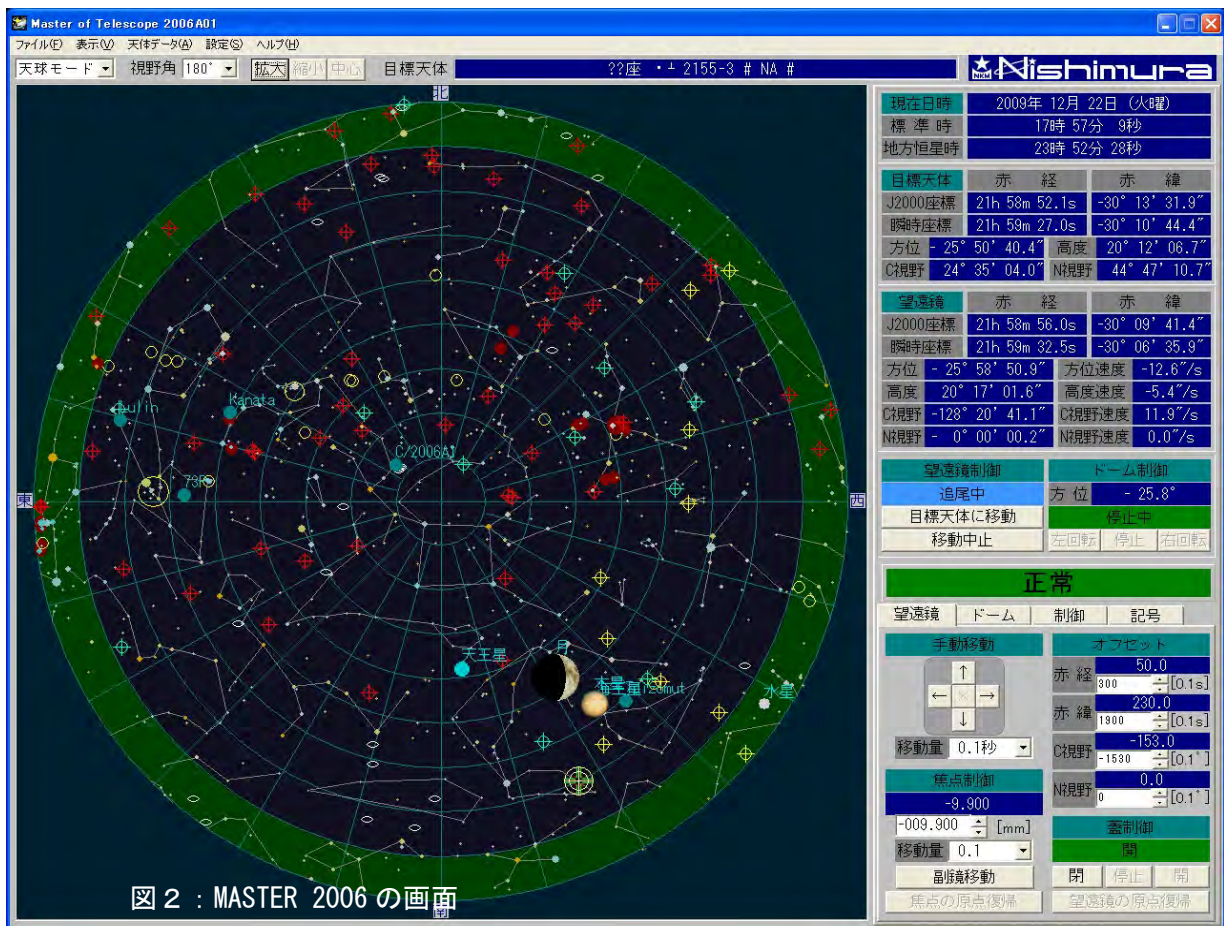 Master of Telescope 2006A01
ファイル(F) 表示(V) 天体データ(A) 設定(S) ヘルプ(H)
天球モード 視野角 180° 拡大 縮小 中心 目標天体 ??座 ・┴ 2155-3 # NA # NKM Nishimura
北
東
西
南
Lulin
Kanata
C/2006A1
73P
天王星
月
木星
水星
図2：MASTER 2006 の画面
現在日時 2009年 12月 22日 (火曜)
標準時 17時 57分 9秒
地方恒星時 23時 52分 28秒
目標天体 赤経 赤緯
J2000座標 21h 58m 52.1s -30° 13' 31.9"
瞬時座標 21h 59m 27.0s -30° 10' 44.4"
方位 - 25° 50' 40.4" 高度 20° 12' 06.7"
C視野 24° 35' 04.0" N視野 44° 47' 10.7"
望遠鏡 赤経 赤緯
J2000座標 21h 58m 56.0s -30° 09' 41.4"
瞬時座標 21h 59m 32.5s -30° 06' 35.9"
方位 - 25° 58' 50.9" 方位速度 -12.6"/s
高度 20° 17' 01.6" 高度速度 -5.4"/s
C視野 -128° 20' 41.1" C視野速度 11.9"/s
N視野 - 0° 00' 00.2" N視野速度 0.0"/s
望遠鏡制御 ドーム制御
追尾中 方位 - 25.8°
目標天体に移動 停止中
移動中止 左回転 停止 右回転
正常
望遠鏡 ドーム 制御 記号
手動移動
↑
← × →
↓
移動量 0.1秒
焦点制御
-9.900
-009.900 [mm]
移動量 0.1
副鏡移動
焦点の原点復帰
オフセット
赤経 50.0
300 [0.1s]
赤緯 230.0
1900 [0.1s]
C視野 -153.0
-1530 [0.1°]
N視野 0.0
0 [0.1°]
蓋制御
開
閉 停止 開
望遠鏡の原点復帰